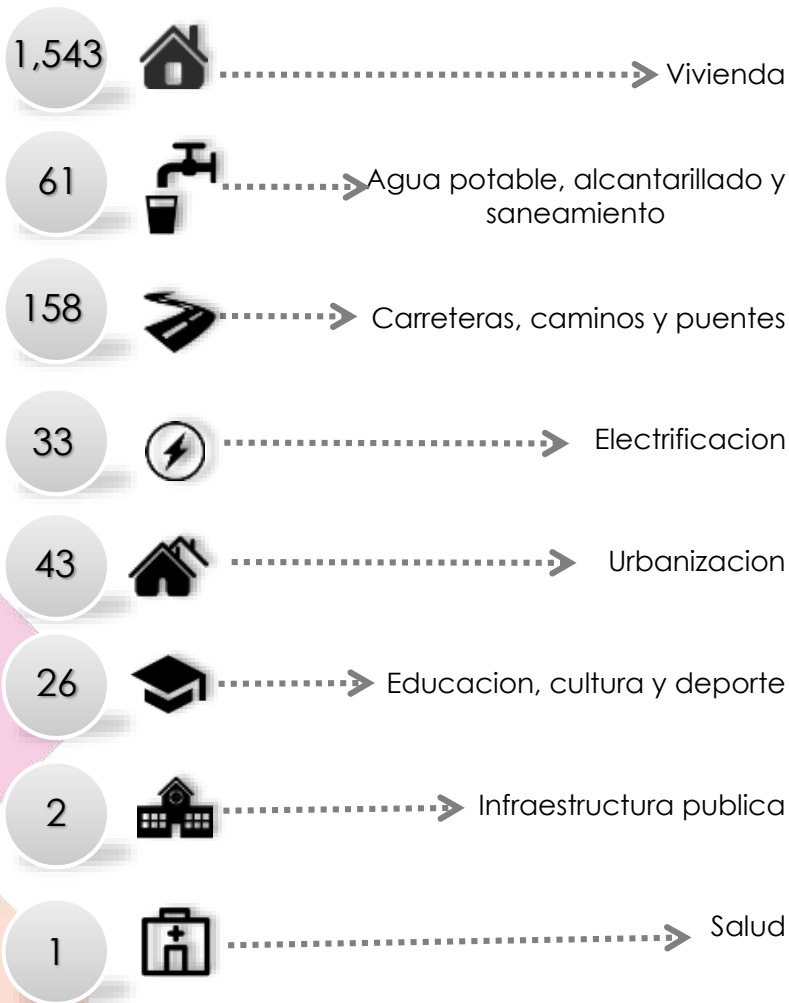 1,543
Vivienda
61
Agua potable, alcantarillado y
saneamiento
158
Carreteras, caminos y puentes
33
Electrificacion
43
Urbanizacion
26
Educacion, cultura y deporte
2
Infraestructura publica
1
Salud